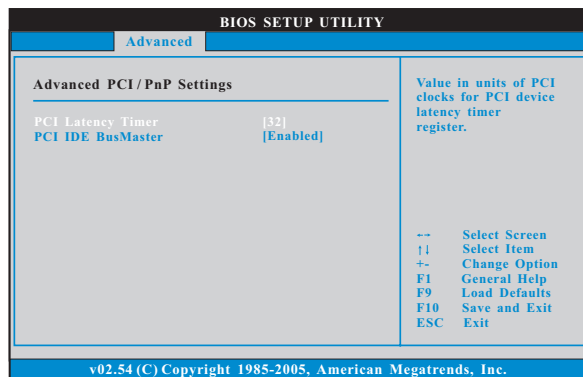 BIOS SETUP UTILITY
Advanced
Advanced PCI / PnP Settings
PCI Latency Timer [32]
PCI IDE BusMaster [Enabled]
Value in units of PCI
clocks for PCI device
latency timer
register.
←→ Select Screen
↑↓ Select Item
+- Change Option
F1 General Help
F9 Load Defaults
F10 Save and Exit
ESC Exit
v02.54 (C) Copyright 1985-2005, American Megatrends, Inc.